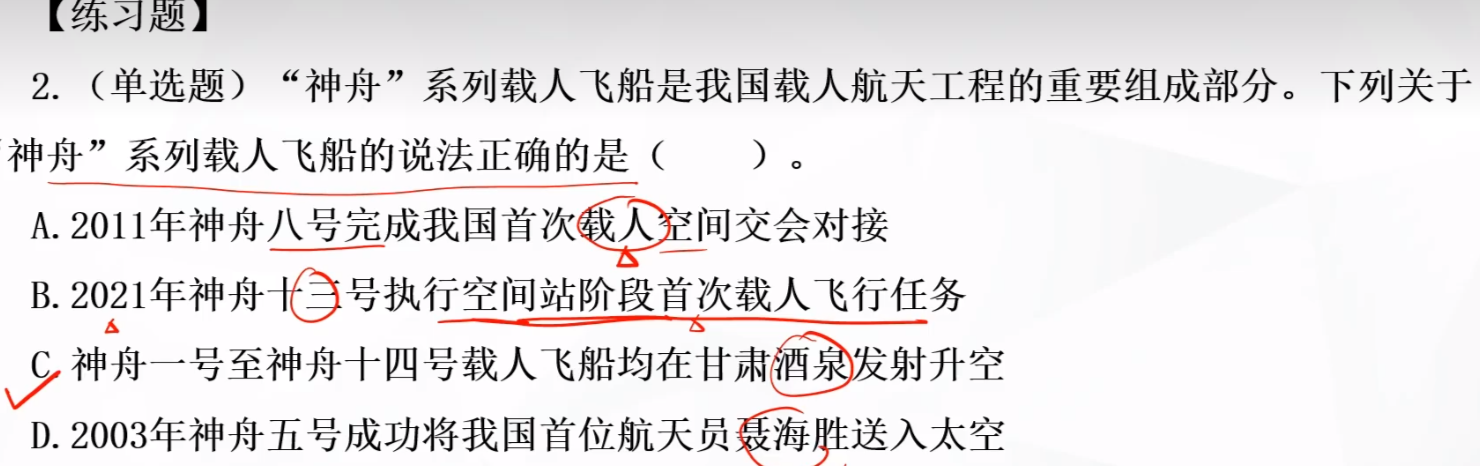 【练习题】
2. （单选题）“神舟”系列载人飞船是我国载人航天工程的重要组成部分。下列关于
“神舟”系列载人飞船的说法正确的是（　　）。
A. 2011年神舟八号完成我国首次载人空间交会对接
B. 2021年神舟十三号执行空间站阶段首次载人飞行任务
C. 神舟一号至神舟十四号载人飞船均在甘肃酒泉发射升空
D. 2003年神舟五号成功将我国首位航天员聂海胜送入太空